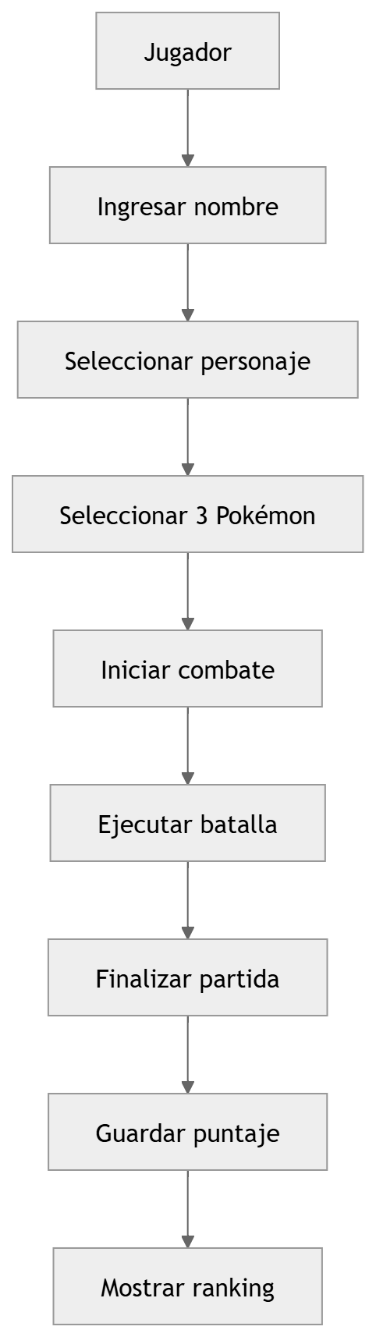 Jugador
Ingresar nombre
Seleccionar personaje
Seleccionar 3 Pokémon
Iniciar combate
Ejecutar batalla
Finalizar partida
Guardar puntaje
Mostrar ranking